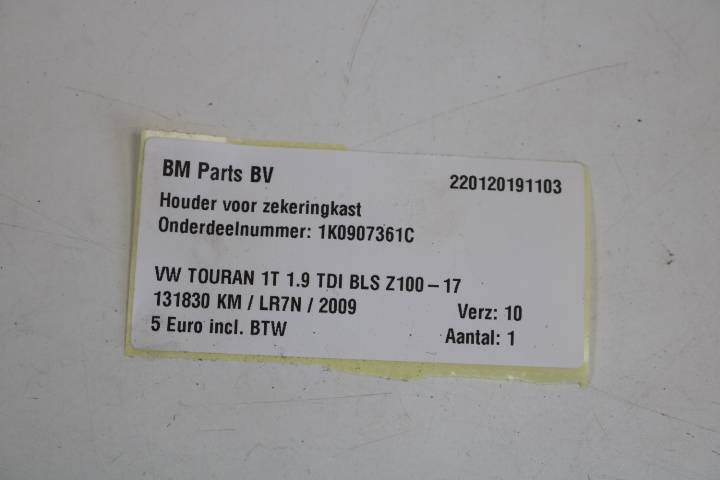 BM Parts BV 220120191103
Houder voor zekeringkast
Onderdeelnummer: 1K0907361C
VW TOURAN 1T 1.9 TDI BLS Z100-17
131830 KM / LR7N / 2009 Verz: 10
5 Euro incl. BTW Aantal: 1